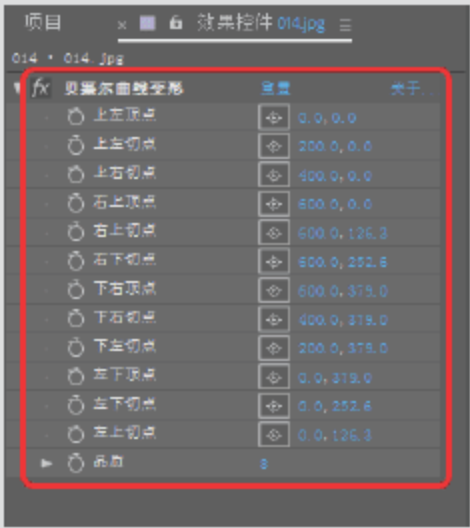 项目 × 效果控件 014.jpg ≡
014 • 014.jpg
fx 贝塞尔曲线变形 重置 关于..
上左顶点 0.0,0.0
上左切点 200.0,0.0
上右切点 400.0,0.0
右上顶点 600.0,0.0
右上切点 600.0,126.3
右下切点 600.0,252.6
下右顶点 600.0,379.0
下右切点 400.0,379.0
下左切点 200.0,379.0
左下顶点 0.0,379.0
左下切点 0.0,252.6
左上切点 0.0,126.3
品质 8